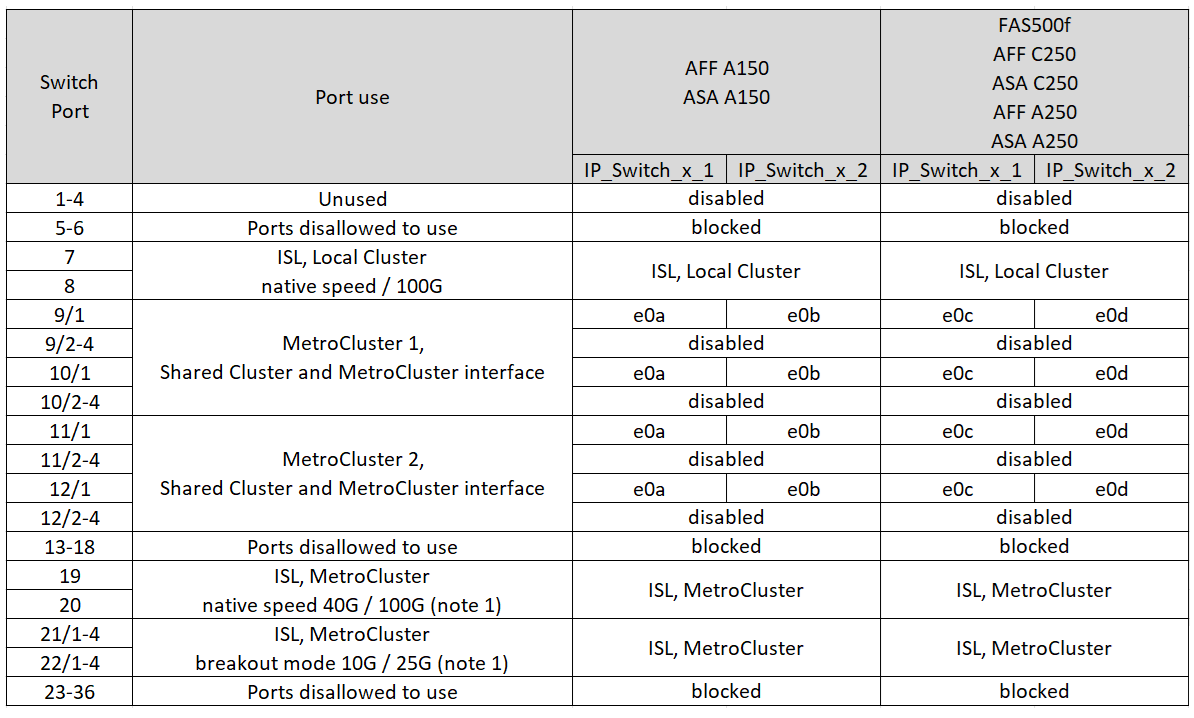 Switch
Port
Port use
AFF A150
ASA A150
FAS500f
AFF C250
ASA C250
AFF A250
ASA A250
IP_Switch_x_1 IP_Switch_x_2 IP_Switch_x_1 IP_Switch_x_2
1-4 Unused disabled disabled
5-6 Ports disallowed to use blocked blocked
7
8
ISL, Local Cluster
native speed / 100G
ISL, Local Cluster ISL, Local Cluster
9/1 e0a e0b e0c e0d
9/2-4 disabled disabled
MetroCluster 1,
Shared Cluster and MetroCluster interface
10/1 e0a e0b e0c e0d
10/2-4 disabled disabled
11/1 e0a e0b e0c e0d
11/2-4 disabled disabled
MetroCluster 2,
Shared Cluster and MetroCluster interface
12/1 e0a e0b e0c e0d
12/2-4 disabled disabled
13-18 Ports disallowed to use blocked blocked
19
20
ISL, MetroCluster
native speed 40G / 100G (note 1)
ISL, MetroCluster ISL, MetroCluster
21/1-4
22/1-4
ISL, MetroCluster
breakout mode 10G / 25G (note 1)
ISL, MetroCluster ISL, MetroCluster
23-36 Ports disallowed to use blocked blocked